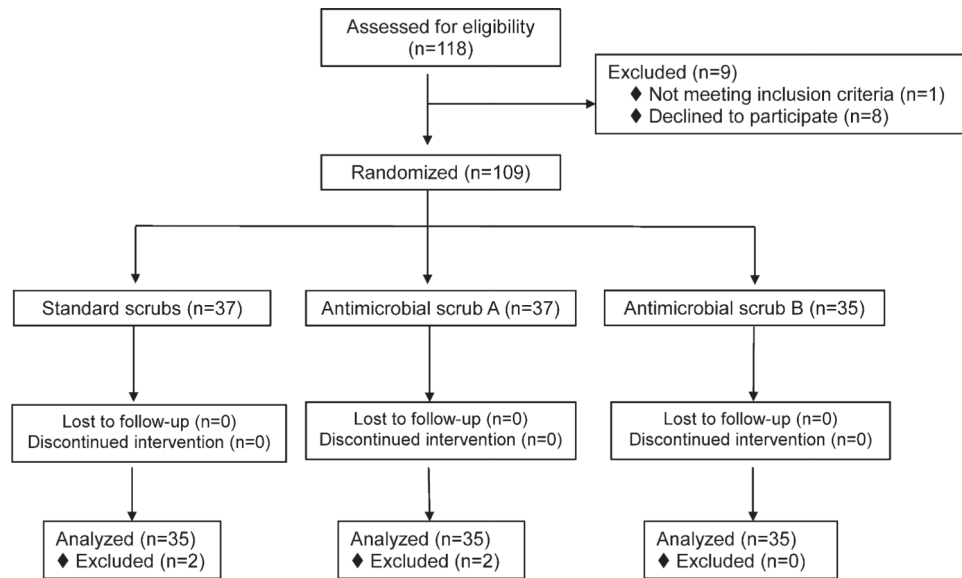 Assessed for eligibility
(n=118)
Excluded (n=9)
♦ Not meeting inclusion criteria (n=1)
♦ Declined to participate (n=8)
Randomized (n=109)
Standard scrubs (n=37)
Antimicrobial scrub A (n=37)
Antimicrobial scrub B (n=35)
Lost to follow-up (n=0)
Discontinued intervention (n=0)
Lost to follow-up (n=0)
Discontinued intervention (n=0)
Lost to follow-up (n=0)
Discontinued intervention (n=0)
Analyzed (n=35)
♦ Excluded (n=2)
Analyzed (n=35)
♦ Excluded (n=2)
Analyzed (n=35)
♦ Excluded (n=0)